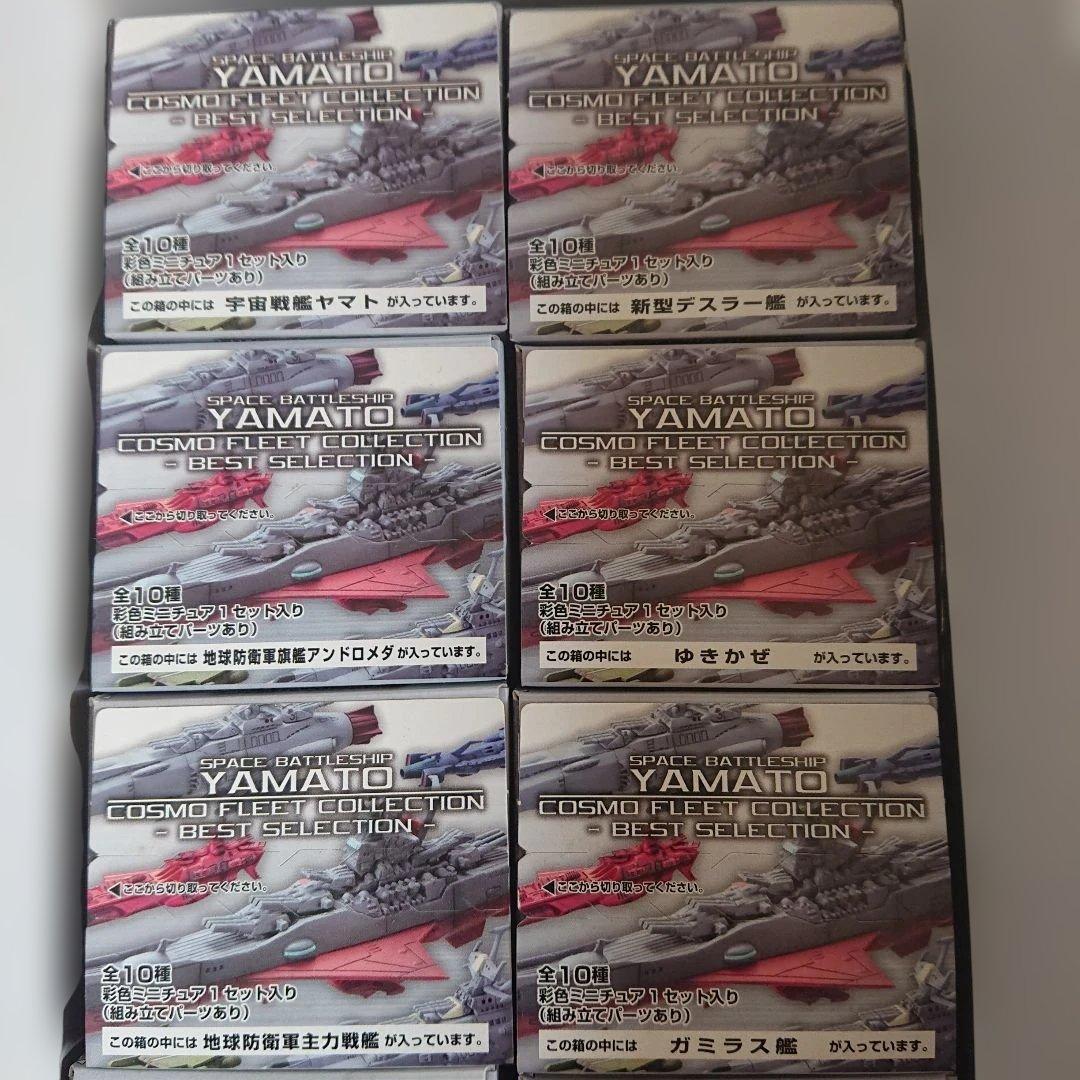 SPACE BATTLESHIP
YAMATO
COSMO FLEET COLLECTION
- BEST SELECTION -
◀ここから切り取ってください。
全10種
彩色ミニチュア1セット入り
(組み立てパーツあり)
この箱の中には 宇宙戦艦ヤマト が入っています。
SPACE BATTLESHIP
YAMATO
COSMO FLEET COLLECTION
- BEST SELECTION -
◀ここから切り取ってください。
全10種
彩色ミニチュア1セット入り
(組み立てパーツあり)
この箱の中には 新型デスラー艦 が入っています。
SPACE BATTLESHIP
YAMATO
COSMO FLEET COLLECTION
- BEST SELECTION -
◀ここから切り取ってください。
全10種
彩色ミニチュア1セット入り
(組み立てパーツあり)
この箱の中には 地球防衛軍旗艦アンドロメダが入っています。
SPACE BATTLESHIP
YAMATO
COSMO FLEET COLLECTION
- BEST SELECTION -
◀ここから切り取ってください。
全10種
彩色ミニチュア1セット入り
(組み立てパーツあり)
この箱の中には ゆきかぜ が入っています。
SPACE BATTLESHIP
YAMATO
COSMO FLEET COLLECTION
- BEST SELECTION -
◀ここから切り取ってください。
全10種
彩色ミニチュア1セット入り
(組み立てパーツあり)
この箱の中には 地球防衛軍主力戦艦 が入っています。
SPACE BATTLESHIP
YAMATO
COSMO FLEET COLLECTION
- BEST SELECTION -
◀ここから切り取ってください。
全10種
彩色ミニチュア1セット入り
(組み立てパーツあり)
この箱の中には ガミラス艦 が入っています。